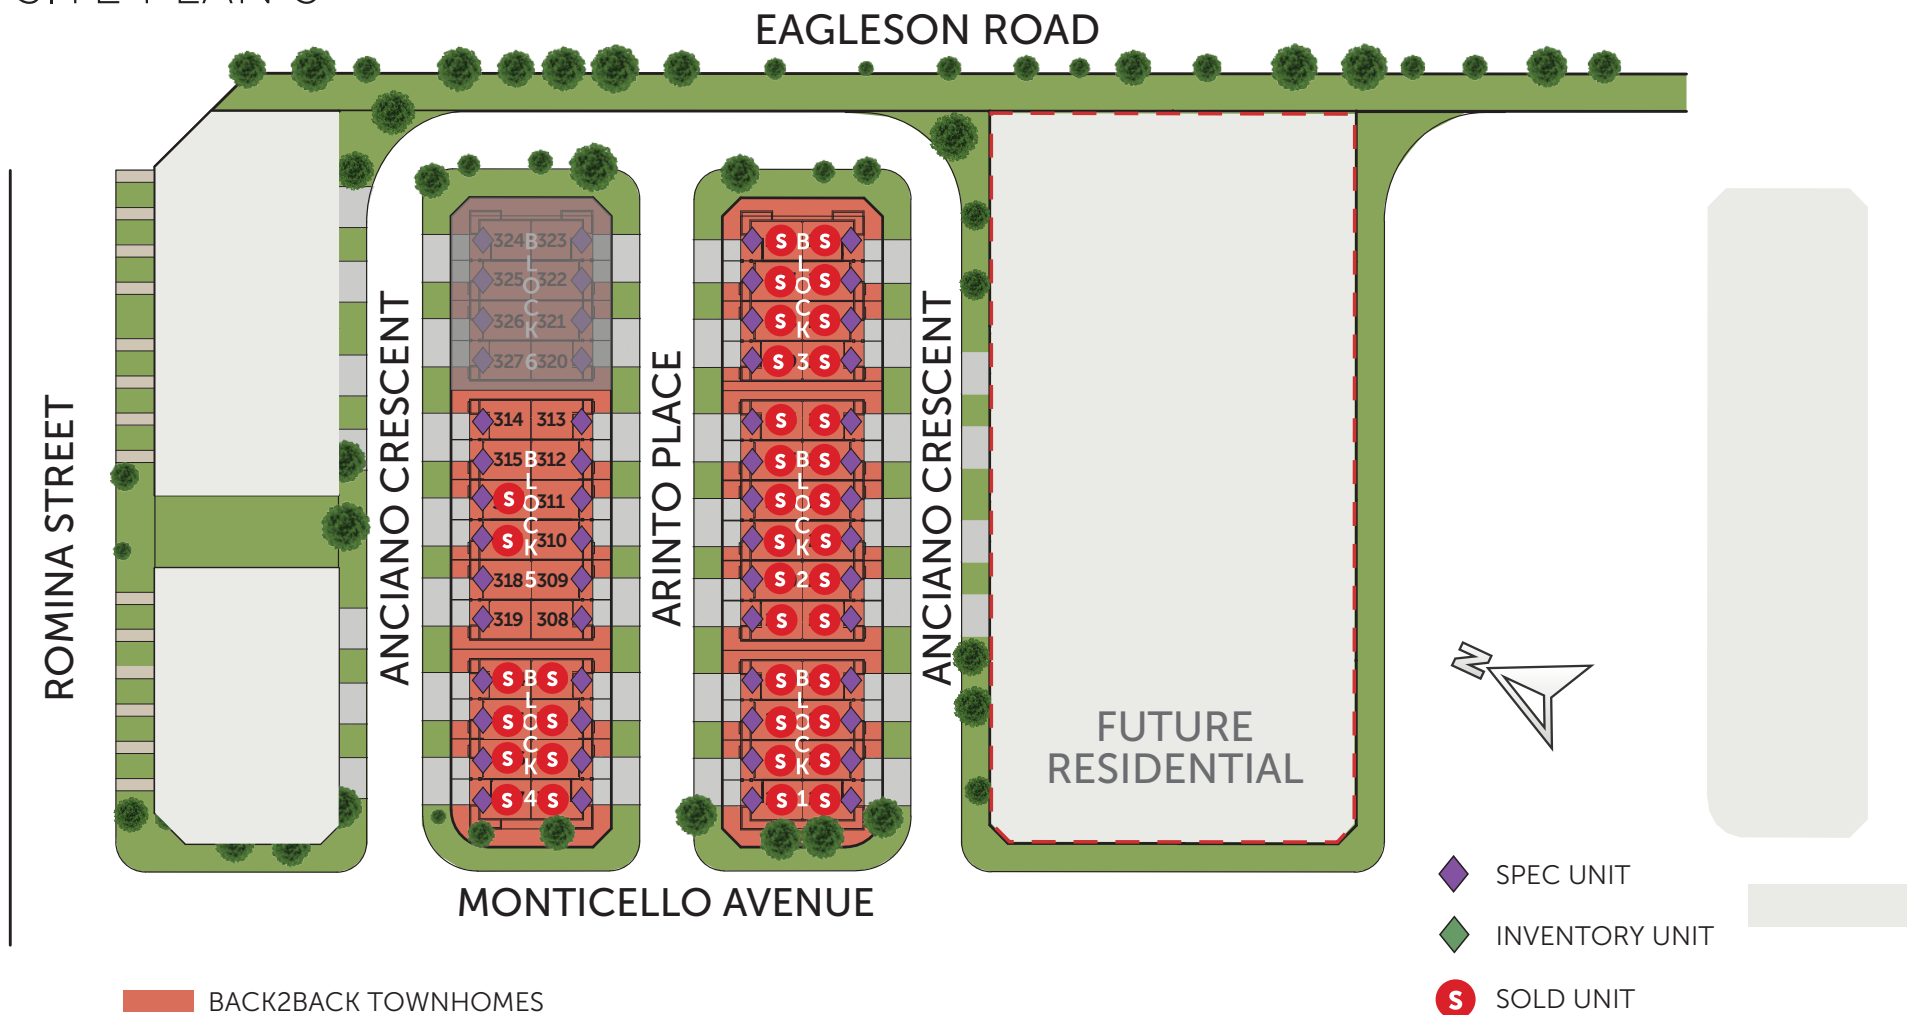 EAGLESON ROAD
ROMINA STREET
ANCIANO CRESCENT
ARINTO PLACE
ANCIANO CRESCENT
MONTICELLO AVENUE
324 323
325 322
326 321
327 320
BLOCK 6
314 313
315 312
S 311
S 310
318 309
319 308
BLOCK 5
S S
S S
S S
S S
BLOCK 4
S S
S S
S S
S S
BLOCK 3
S S
S S
S S
S S
S S
S S
BLOCK 2
S S
S S
S S
S S
BLOCK 1
FUTURE
RESIDENTIAL
N
SPEC UNIT
INVENTORY UNIT
S SOLD UNIT
BACK2BACK TOWNHOMES